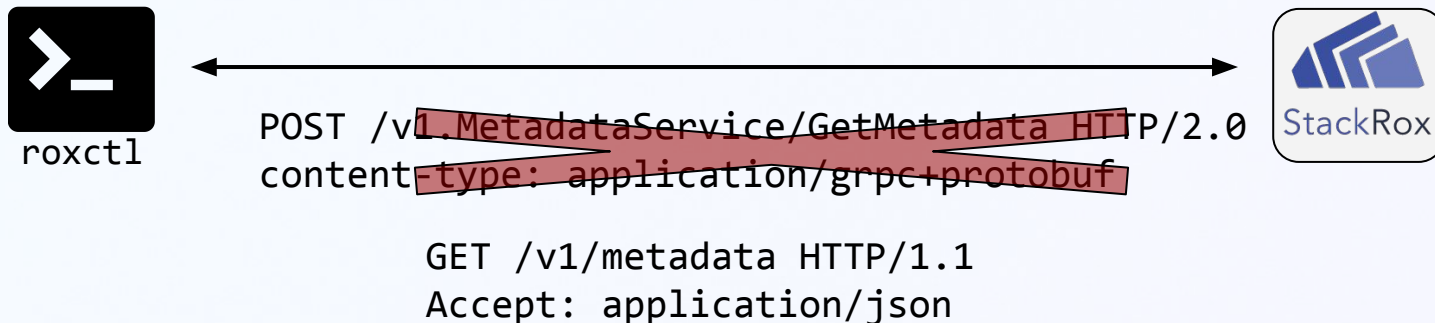 >_
roxctl
POST /v1.MetadataService/GetMetadata HTTP/2.0
content-type: application/grpc+protobuf
GET /v1/metadata HTTP/1.1
Accept: application/json
StackRox